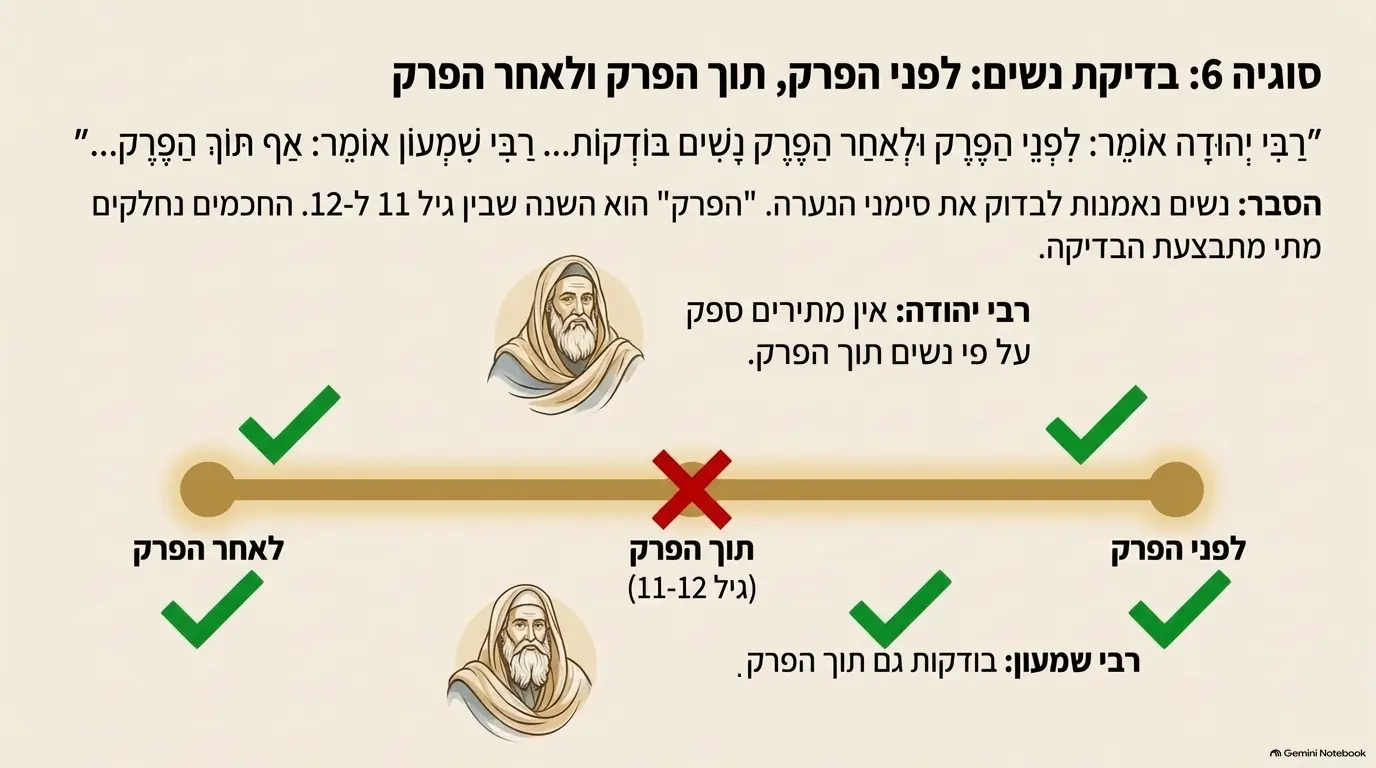 סוגיה 6: בדיקת נשים: לפני הפרק, תוך הפרק ולאחר הפרק
"רַבִּי יְהוּדָה אוֹמֵר: לִפְנֵי הַפֶּרֶק וּלְאַחַר הַפֶּרֶק נָשִׁים בּוֹדְקוֹת... רַבִּי שִׁמְעוֹן אוֹמֵר: אַף תּוֹךְ הַפֶּרֶק..."
הסבר: נשים נאמנות לבדוק את סימני הנערה. "הפרק" הוא השנה שבין גיל 11 ל-12. החכמים נחלקים
מתי מתבצעת הבדיקה.
רבי יהודה: אין מתירים ספק
על פי נשים תוך הפרק.
לפני הפרק
תוך הפרק
(גיל 11-12)
לאחר הפרק
רבי שמעון: בודקות גם תוך הפרק.
Gemini Notebook